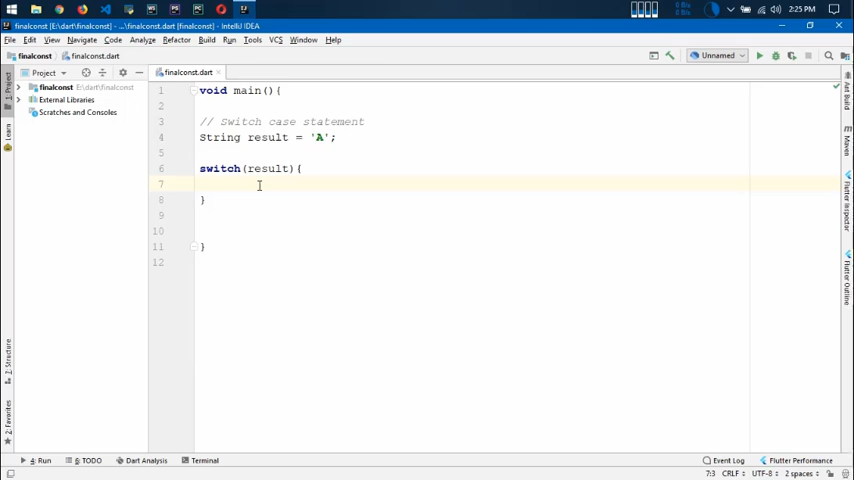 2:25 PM
finalconst [E:\dart\finalconst] - ...\finalconst.dart [finalconst] - IntelliJ IDEA
File Edit View Navigate Code Analyze Refactor Build Run Tools VCS Window Help
finalconst finalconst.dart Unnamed
Project finalconst.dart
finalconst E:\dart\finalconst
External Libraries
Scratches and Consoles
1 void main(){
2
3 // Switch case statement
4 String result = 'A';
5
6 switch(result){
7
8 }
9
10
11 }
12
1: Project
Learn
7: Structure
2: Favorites
Ant Build
Maven
Flutter Inspector
Flutter Outline
4: Run 6: TODO Dart Analysis Terminal Event Log Flutter Performance
7:3 CRLF UTF-8 2 spaces